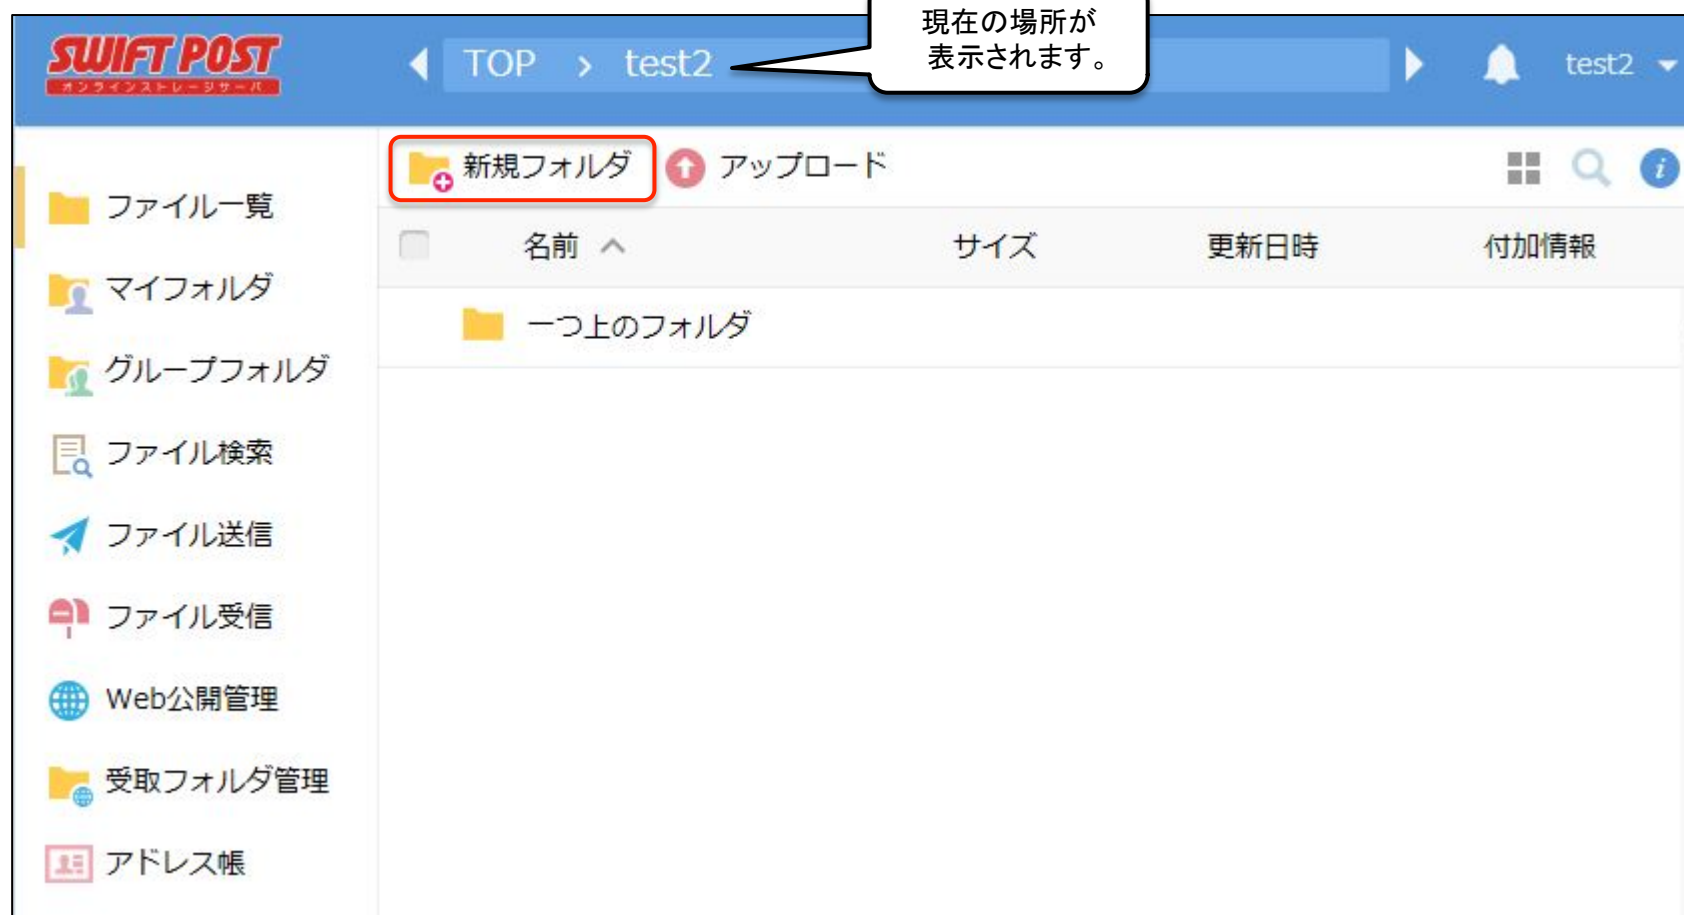 現在の場所が
表示されます。
SWIFT POST
オンラインストレージサーバ
TOP > test2
test2
新規フォルダ
アップロード
ファイル一覧
マイフォルダ
グループフォルダ
ファイル検索
ファイル送信
ファイル受信
Web公開管理
受取フォルダ管理
アドレス帳
名前 サイズ 更新日時 付加情報
一つ上のフォルダ